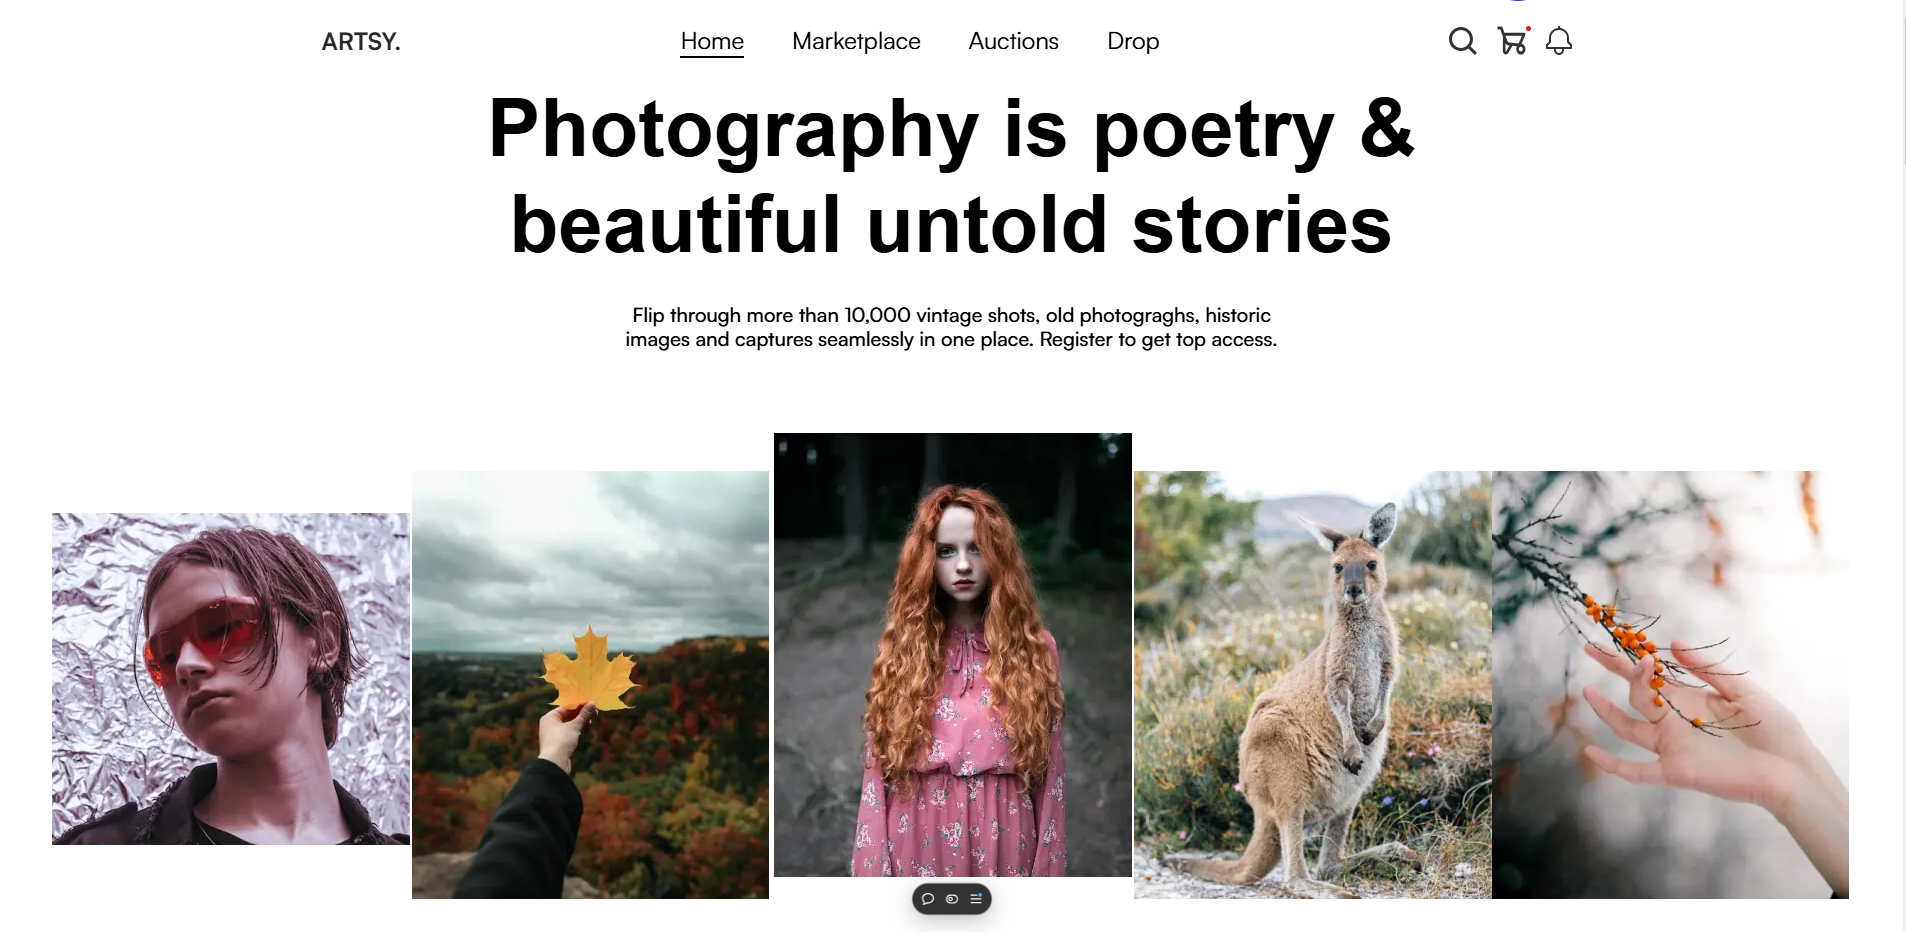 ARTSY.
Home Marketplace Auctions Drop
Photography is poetry &
beautiful untold stories
Flip through more than 10,000 vintage shots, old photograghs, historic
images and captures seamlessly in one place. Register to get top access.